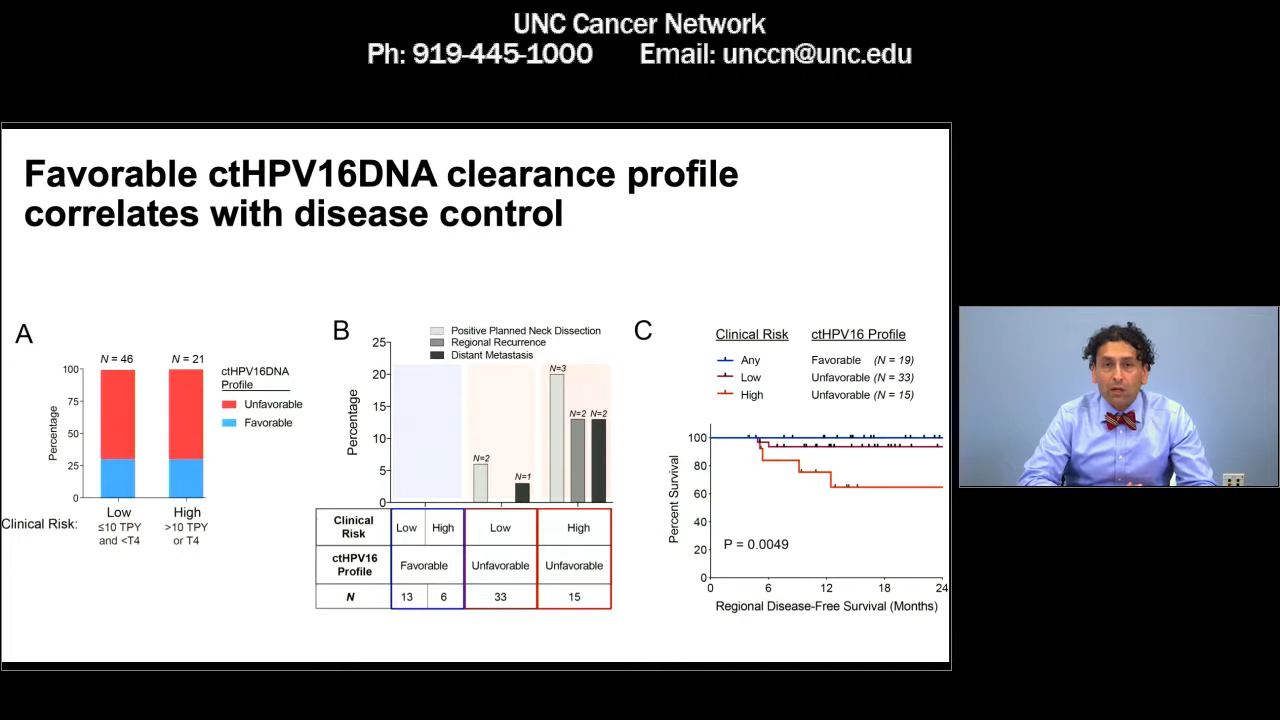 UNC Cancer Network
Ph: 919-445-1000 Email: unccn@unc.edu
Favorable ctHPV16DNA clearance profile
correlates with disease control
A
N = 46 N = 21
ctHPV16DNA
Profile
Unfavorable
Favorable
Percentage
100
75
50
25
0
Low High
Clinical Risk: ≤10 TPY >10 TPY
and <T4 or T4
B
Positive Planned Neck Dissection
Regional Recurrence
Distant Metastasis
Percentage
25
20
15
10
5
0
N=2
N=1
N=3
N=2
N=2
Clinical Risk Low High Low High
ctHPV16 Profile Favorable Unfavorable Unfavorable
N 13 6 33 15
C
Clinical Risk ctHPV16 Profile
Any Favorable (N = 19)
Low Unfavorable (N = 33)
High Unfavorable (N = 15)
Percent Survival
100
80
60
40
20
0
P = 0.0049
0 6 12 18 24
Regional Disease-Free Survival (Months)